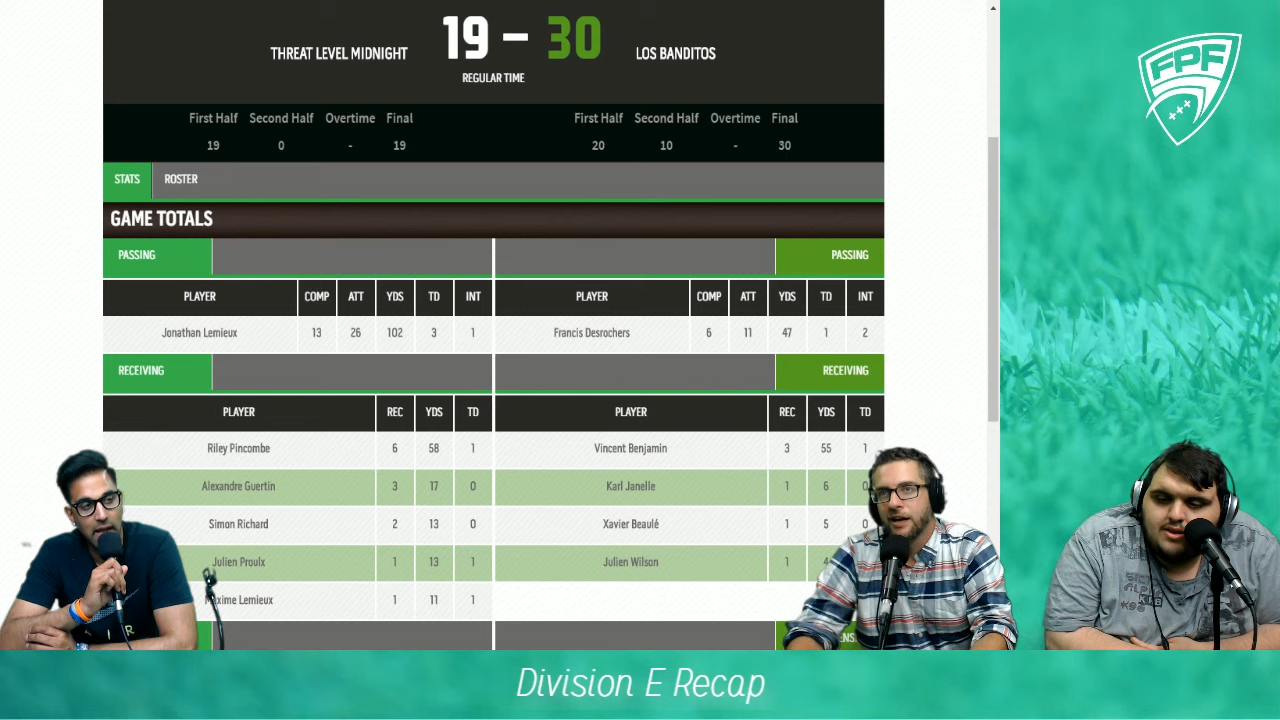 19 – 30
THREAT LEVEL MIDNIGHT
LOS BANDITOS
REGULAR TIME
First Half Second Half Overtime Final
19 0 - 19
First Half Second Half Overtime Final
20 10 - 30
STATS ROSTER
GAME TOTALS
PASSING
PLAYER COMP ATT YDS TD INT
Jonathan Lemieux 13 26 102 3 1
PASSING
PLAYER COMP ATT YDS TD INT
Francis Desrochers 6 11 47 1 2
RECEIVING
PLAYER REC YDS TD
Riley Pincombe 6 58 1
Alexandre Guertin 3 17 0
Simon Richard 2 13 0
Julien Proulx 1 13 1
Lemieux 1 11 1
RECEIVING
PLAYER REC YDS TD
Vincent Benjamin 3 55 1
Karl Janelle 1 6 0
Xavier Beaulé 1 5 0
Julien Wilson 1 4
FPF
Division E Recap